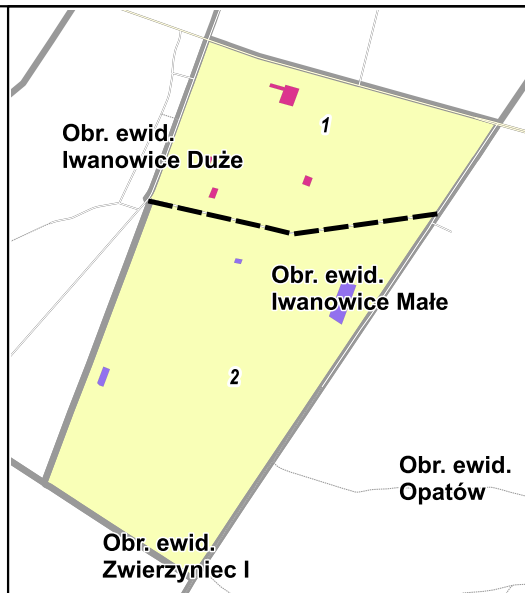 1
Obr. ewid.
Iwanowice Duże
Obr. ewid.
Iwanowice Małe
2
Obr. ewid.
Opatów
Obr. ewid.
Zwierzyniec I